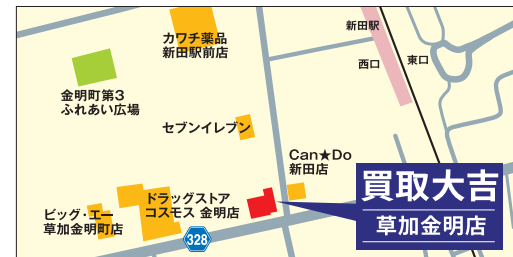 カワチ薬品
新田駅前店
新田駅
西口
東口
金明町第3
ふれあい広場
セブンイレブン
Can★Do
新田店
買取大吉
草加金明店
ドラッグストア
コスモス 金明店
ビッグ・エー
草加金明町店
328